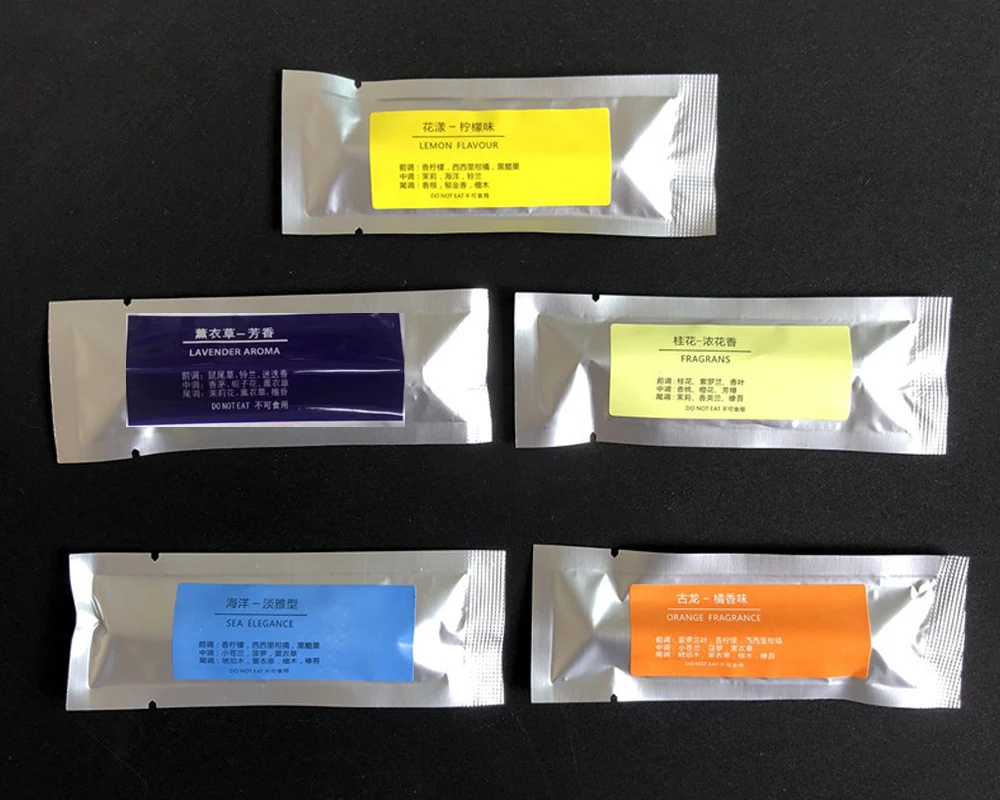 花漾－柠檬味
LEMON FLAVOUR
前调：香柠檬，西西里柑橘，黑醋栗
中调：茉莉，海洋，铃兰
尾调：香根，郁金香，檀木
DO NOT EAT 不可食用
薰衣草－芳香
LAVENDER AROMA
前调：鼠尾草、铃兰、迷迭香
中调：香茅、栀子花、薰衣草
尾调：茉莉花、薰衣草、檀香
DO NOT EAT 不可食用
桂花-浓花香
FRAGRANS
前调：桂花、紫罗兰、香叶
中调：香桃、橙花、芳樟
尾调：茉莉、香荚兰、檀香
DO NOT EAT 不可食用
海洋－淡雅型
SEA ELEGANCE
前调：香柠檬，西西里柑橘，黑醋栗
中调：小苍兰，菠萝，薰衣草
尾调：琥珀木，薰衣草，檀木，橡苔
DO NOT EAT 不可食用
古龙－橘香味
ORANGE FRAGRANCE
前调：紫罗兰叶，香柠檬，西西里柑橘
中调：小苍兰，菠萝，薰衣草
尾调：琥珀木，薰衣草，檀木，橡苔
DO NOT EAT 不可食用